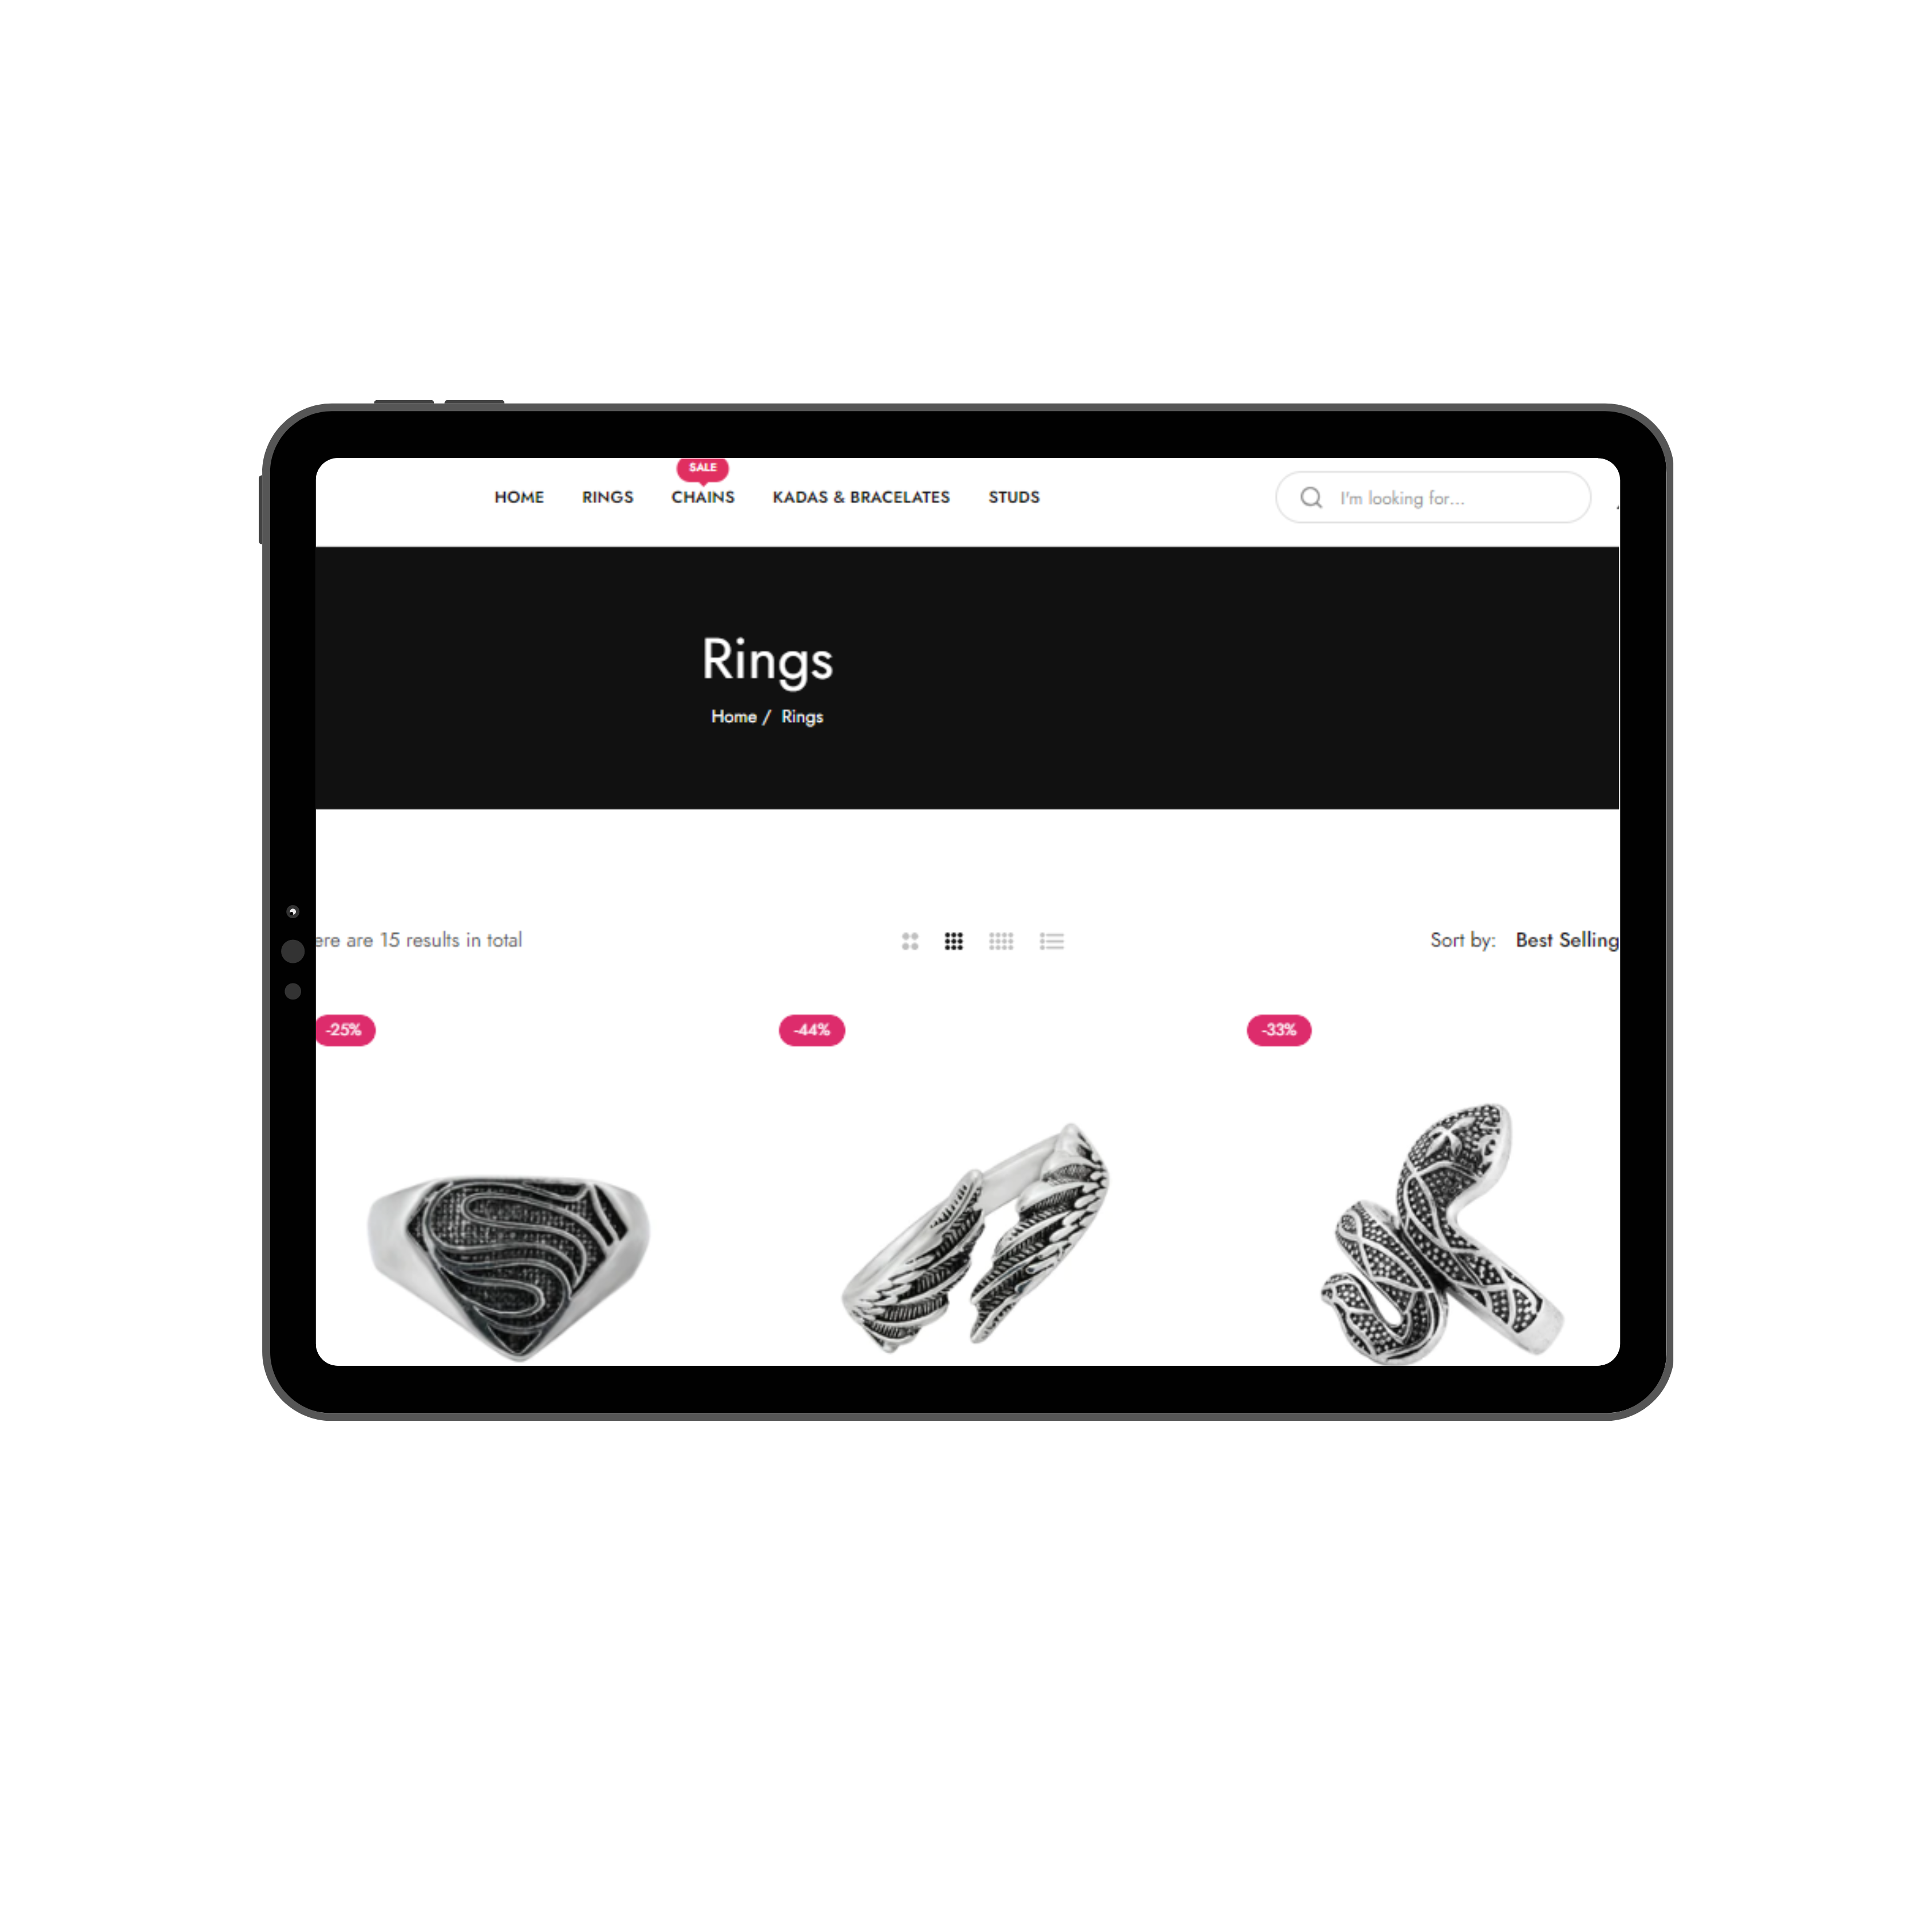 SALE
HOME RINGS CHAINS KADAS & BRACELATES STUDS I'm looking for...
Rings
Home / Rings
ere are 15 results in total Sort by: Best Selling
-25% -44% -33%